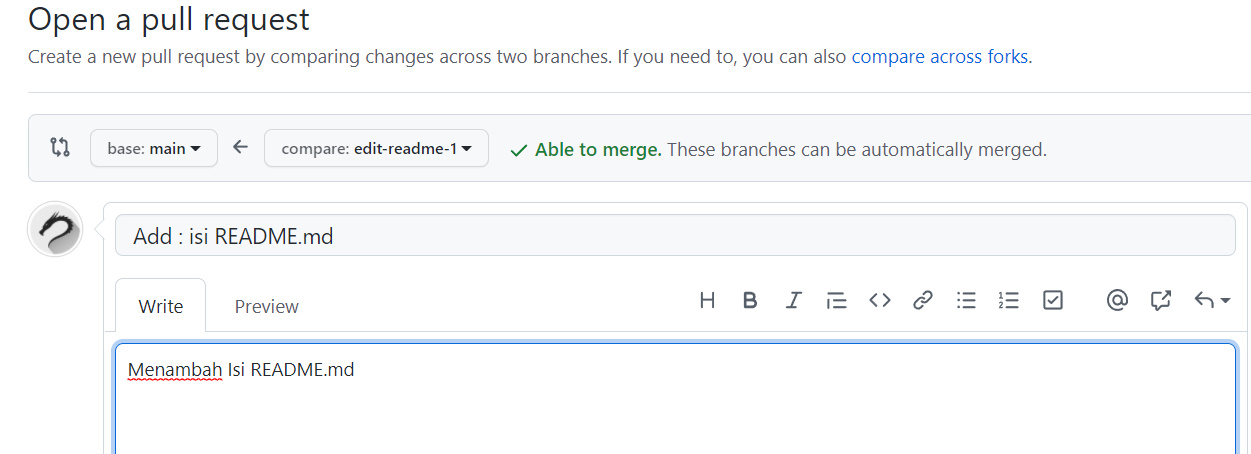 Open a pull request
Create a new pull request by comparing changes across two branches. If you need to, you can also compare across forks.
base: main compare: edit-readme-1 Able to merge. These branches can be automatically merged.
Add : isi README.md
Write Preview
Menambah Isi README.md